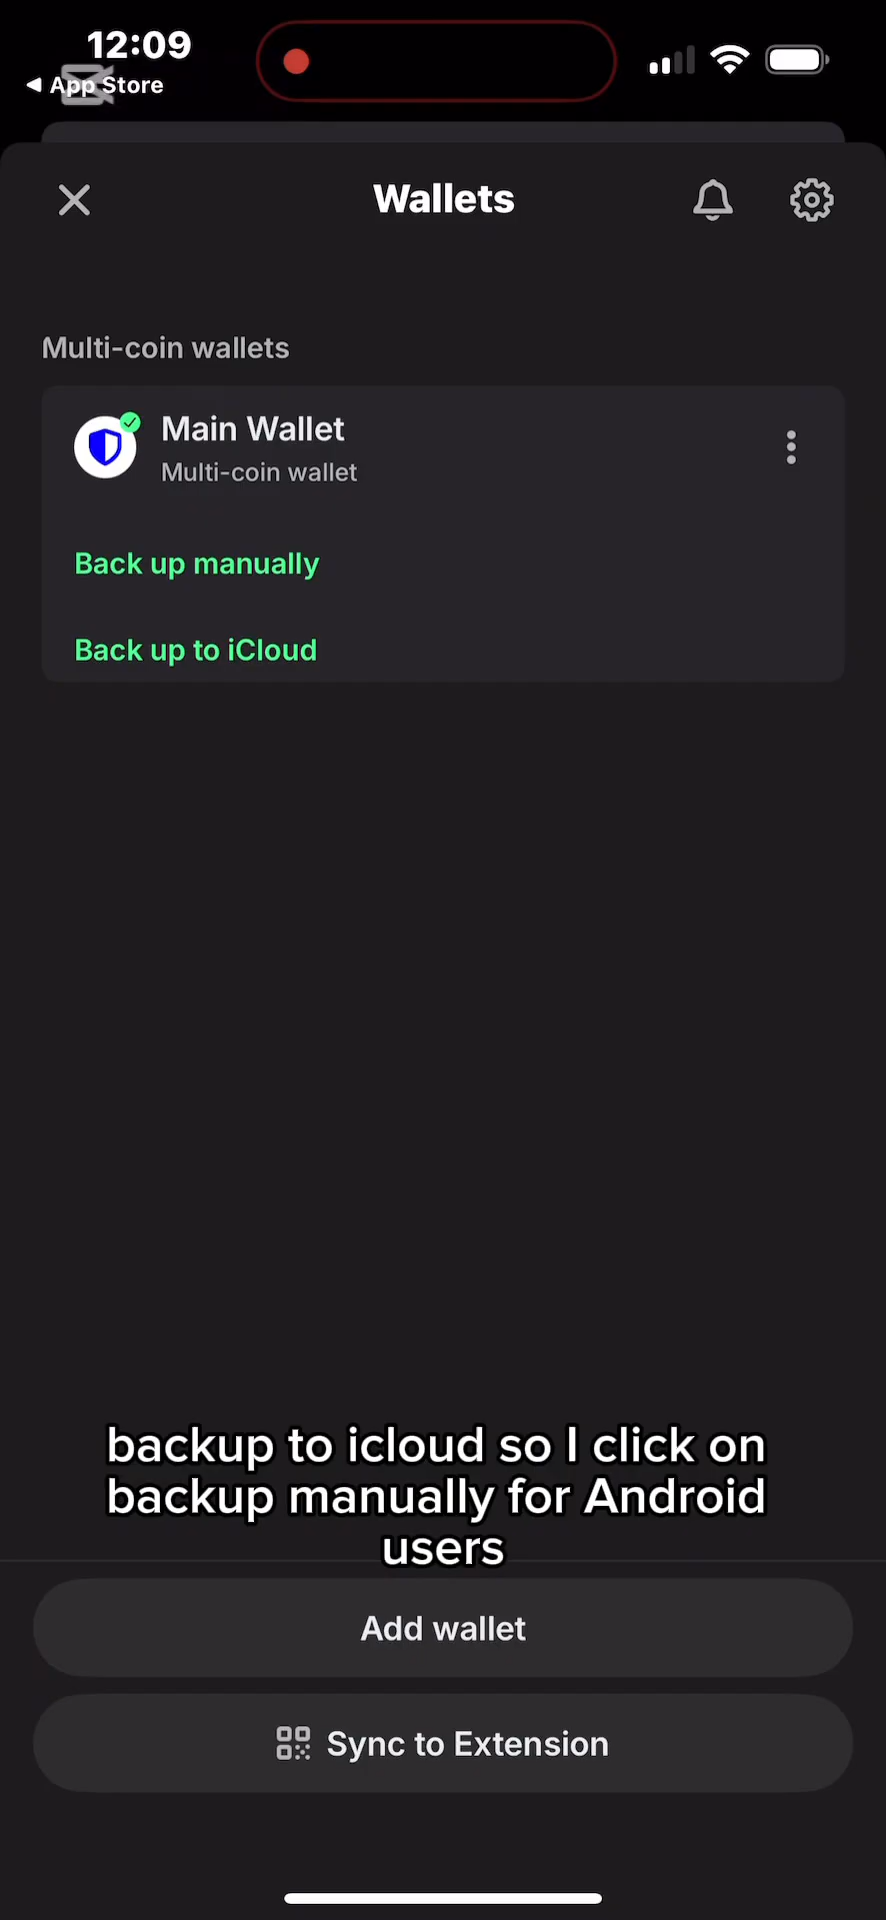 12:09
App Store
Wallets
Multi-coin wallets
Main Wallet
Multi-coin wallet
Back up manually
Back up to iCloud
backup to icloud so I click on
backup manually for Android
users
Add wallet
Sync to Extension